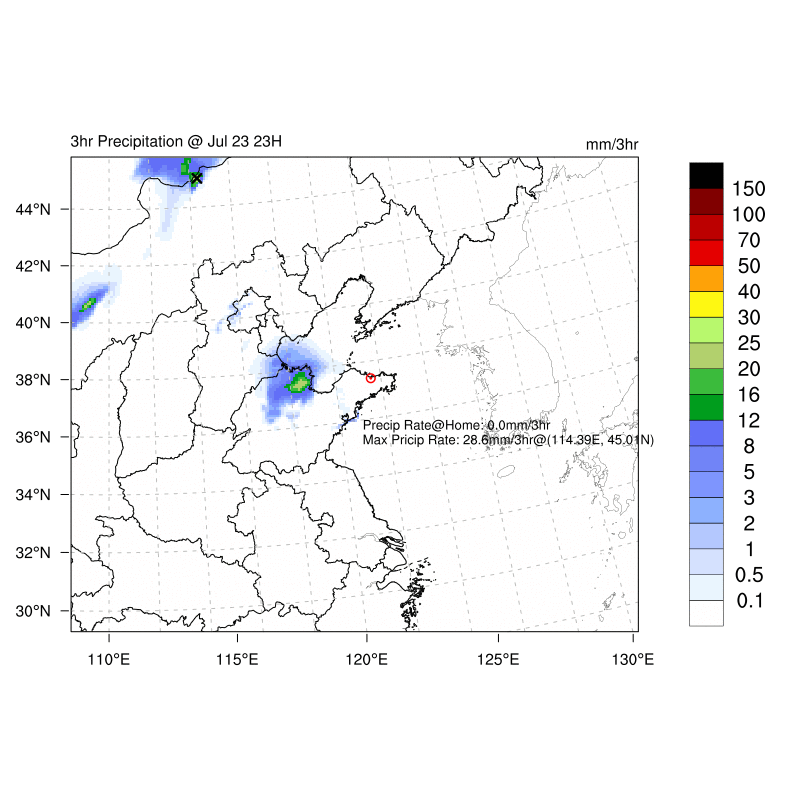 3hr Precipitation @ Jul 23 23H
mm/3hr
44°N
42°N
40°N
38°N
36°N
34°N
32°N
30°N
110°E
115°E
120°E
125°E
130°E
Precip Rate@Home: 0.0mm/3hr
Max Pricip Rate: 28.6mm/3hr@(114.39E, 45.01N)
150
100
70
50
40
30
25
20
16
12
8
5
3
2
1
0.5
0.1